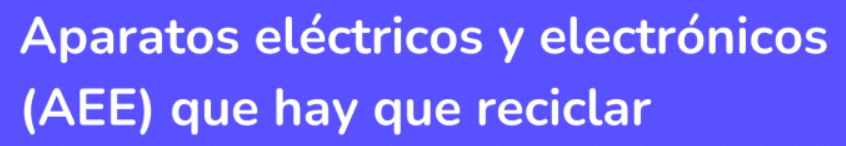 Aparatos eléctricos y electrónicos
(AEE) que hay que reciclar